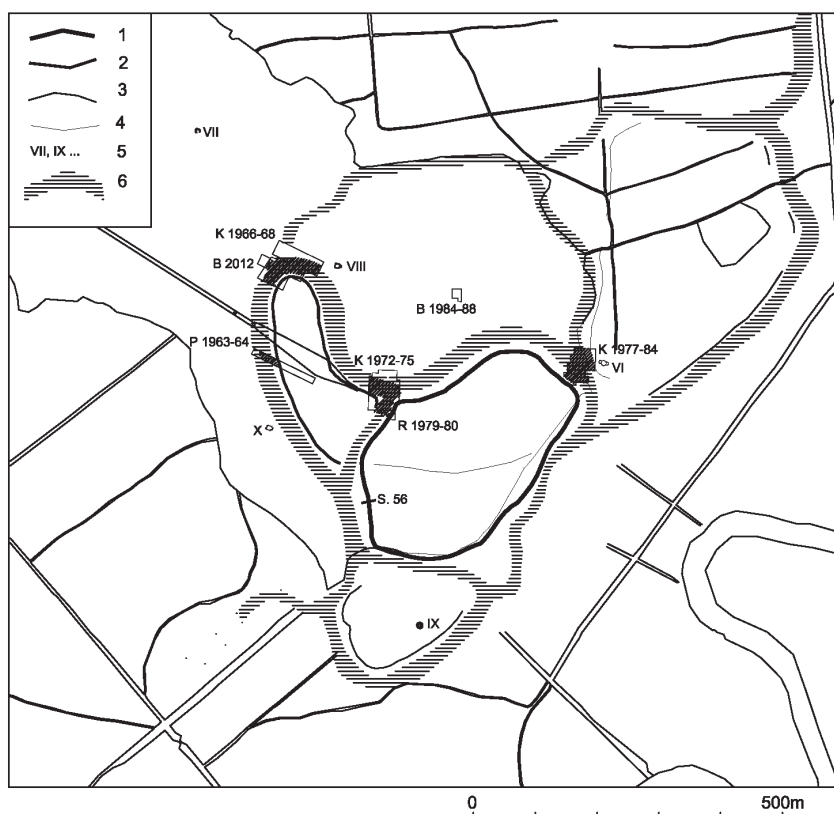 1
2
3
4
VII, IX ... 5
6
VII
K 1966-68
B 2012
VIII
B 1984-88
P 1963-64
K 1972-75
K 1977-84
VI
R 1979-80
X
S. 56
IX
0 500m